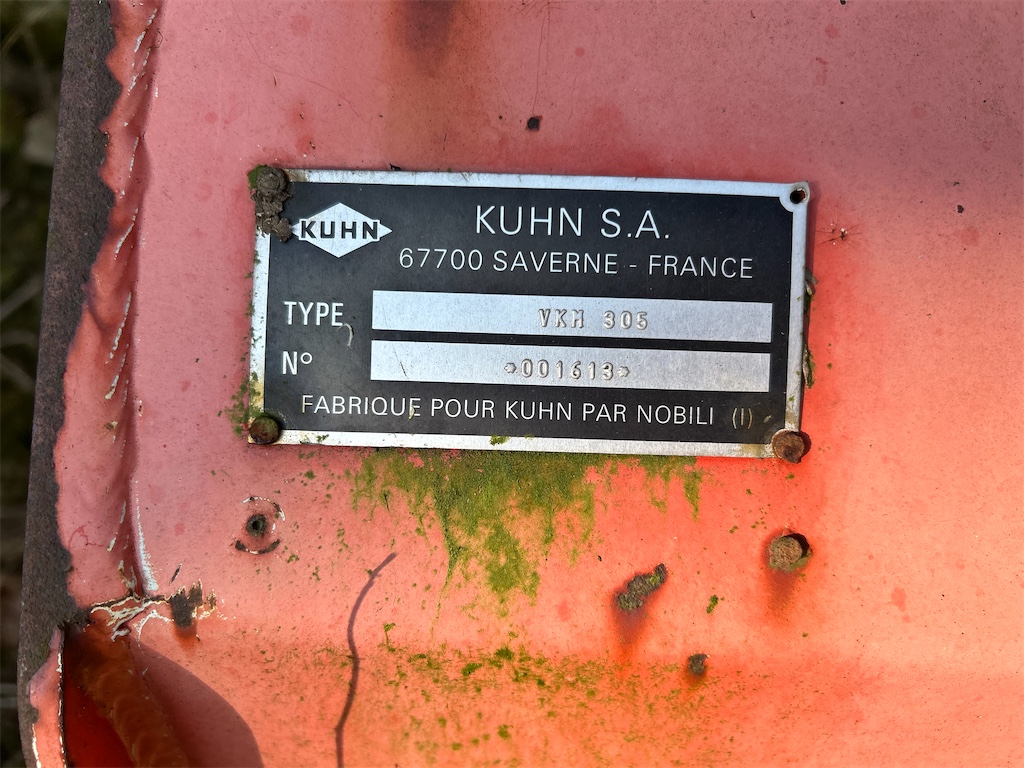 KUHN
KUHN S.A.
67700 SAVERNE - FRANCE
TYPE VKM 305
N° *001613*
FABRIQUE POUR KUHN PAR NOBILI (I)